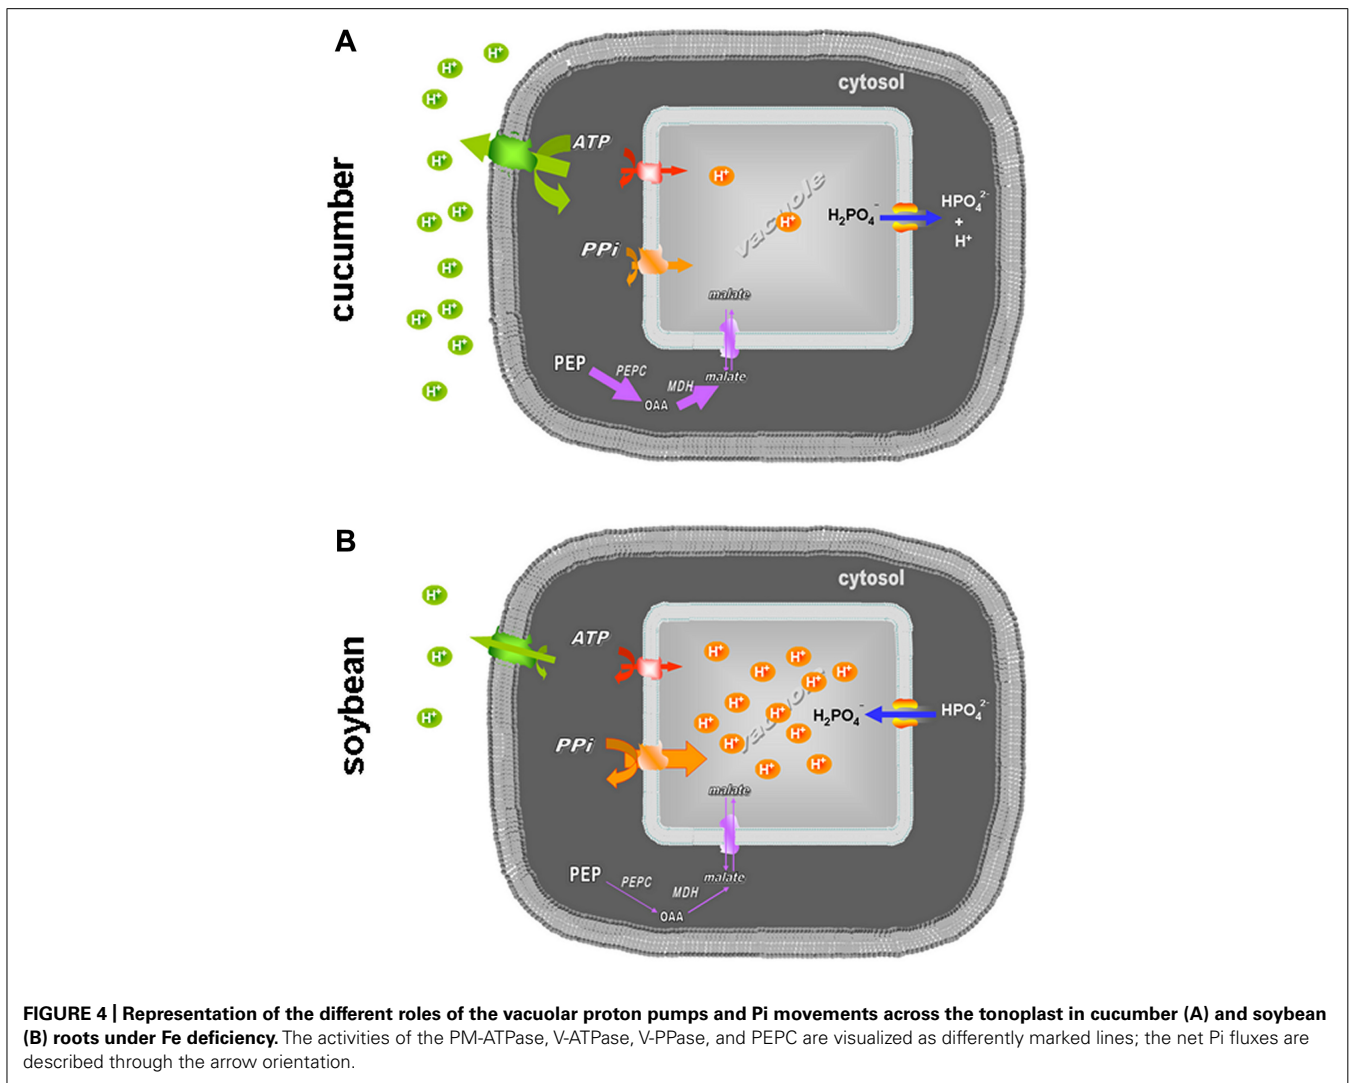 A
cucumber
H⁺
H⁺
H⁺
H⁺
H⁺
H⁺
H⁺
H⁺
H⁺
H⁺
H⁺
cytosol
ATP
H⁺
vacuole
H⁺
H₂PO₄⁻
HPO₄²⁻
+
H⁺
PPi
malate
PEP
PEPC
MDH
malate
OAA
B
soybean
H⁺
H⁺
H⁺
cytosol
ATP
H⁺
H⁺
H⁺
H⁺
H⁺
H⁺
H⁺
H⁺
H⁺
H⁺
H⁺
H⁺
vacuole
H₂PO₄⁻
HPO₄²⁻
PPi
malate
PEP
PEPC
MDH
malate
OAA
FIGURE 4 | Representation of the different roles of the vacuolar proton pumps and Pi movements across the tonoplast in cucumber (A) and soybean
(B) roots under Fe deficiency. The activities of the PM-ATPase, V-ATPase, V-PPase, and PEPC are visualized as differently marked lines; the net Pi fluxes are
described through the arrow orientation.